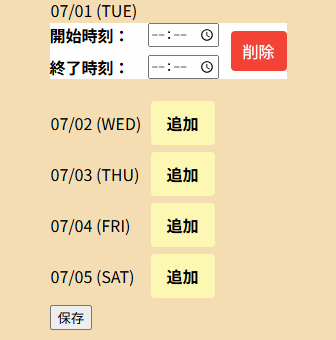 07/01 (TUE)
開始時刻： --:-- 削除
終了時刻： --:--
07/02 (WED) 追加
07/03 (THU) 追加
07/04 (FRI) 追加
07/05 (SAT) 追加
保存